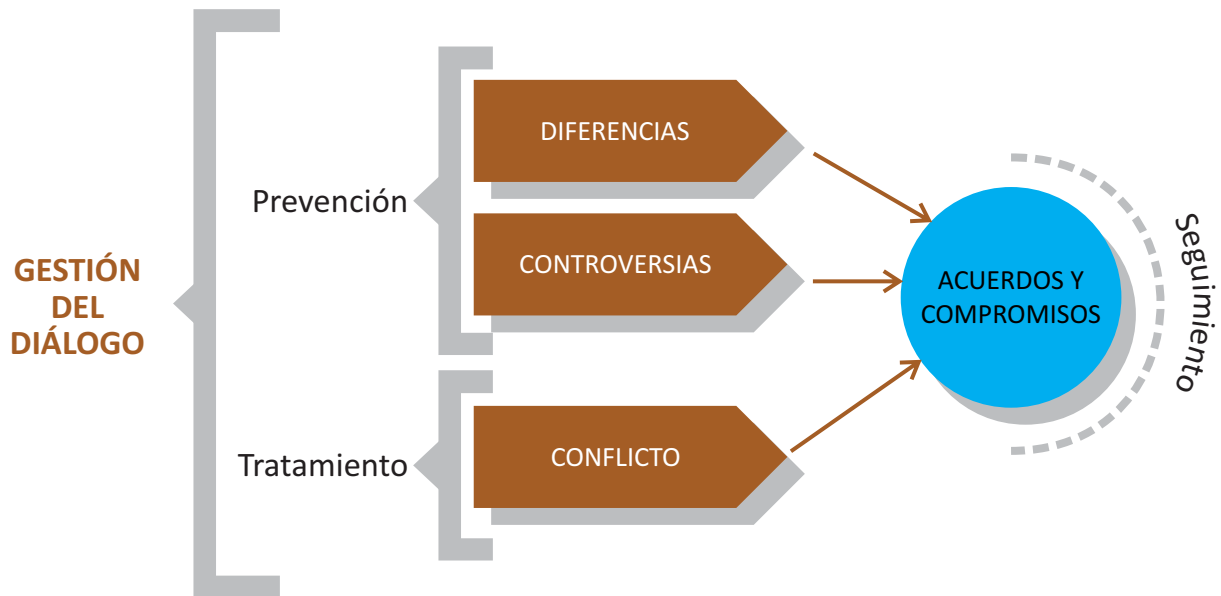 GESTIÓN
DEL
DIÁLOGO
Prevención
DIFERENCIAS
CONTROVERSIAS
Tratamiento
CONFLICTO
ACUERDOS Y
COMPROMISOS
Seguimiento